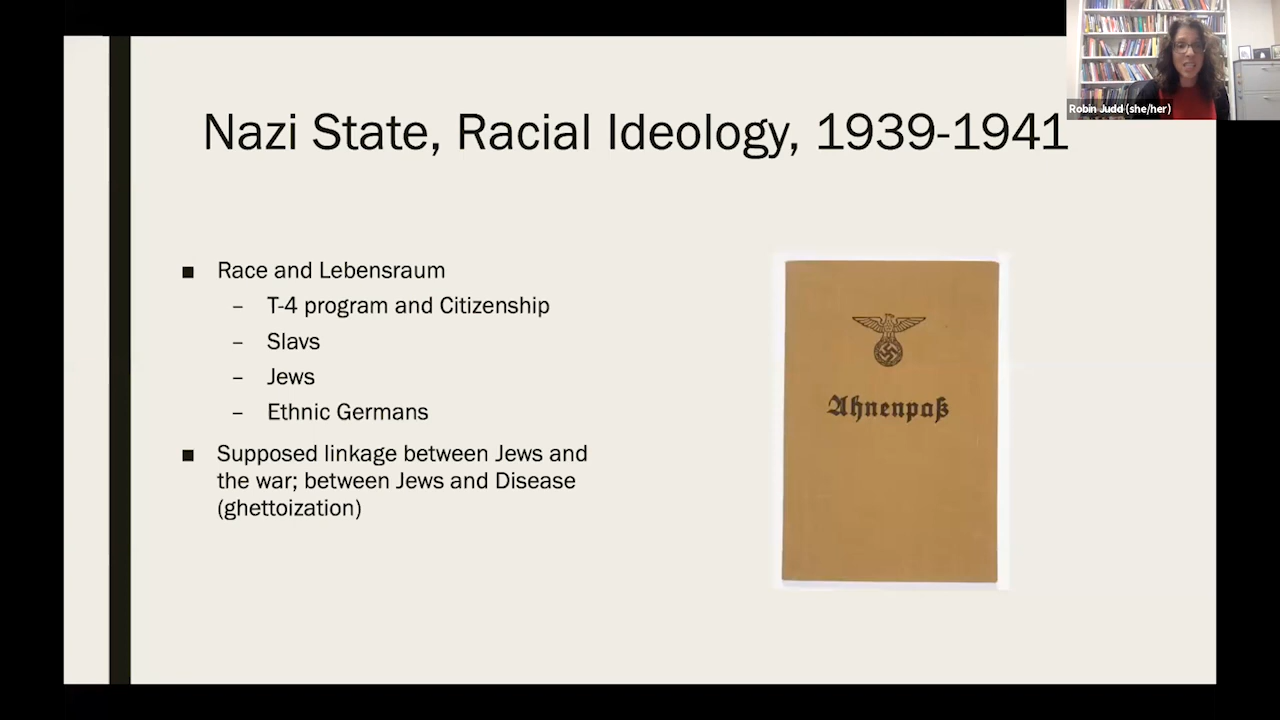 Robin Judd (she/her)
Nazi State, Racial Ideology, 1939-1941
■ Race and Lebensraum
– T-4 program and Citizenship
– Slavs
– Jews
– Ethnic Germans
■ Supposed linkage between Jews and
the war; between Jews and Disease
(ghettoization)
Ahnenpaß